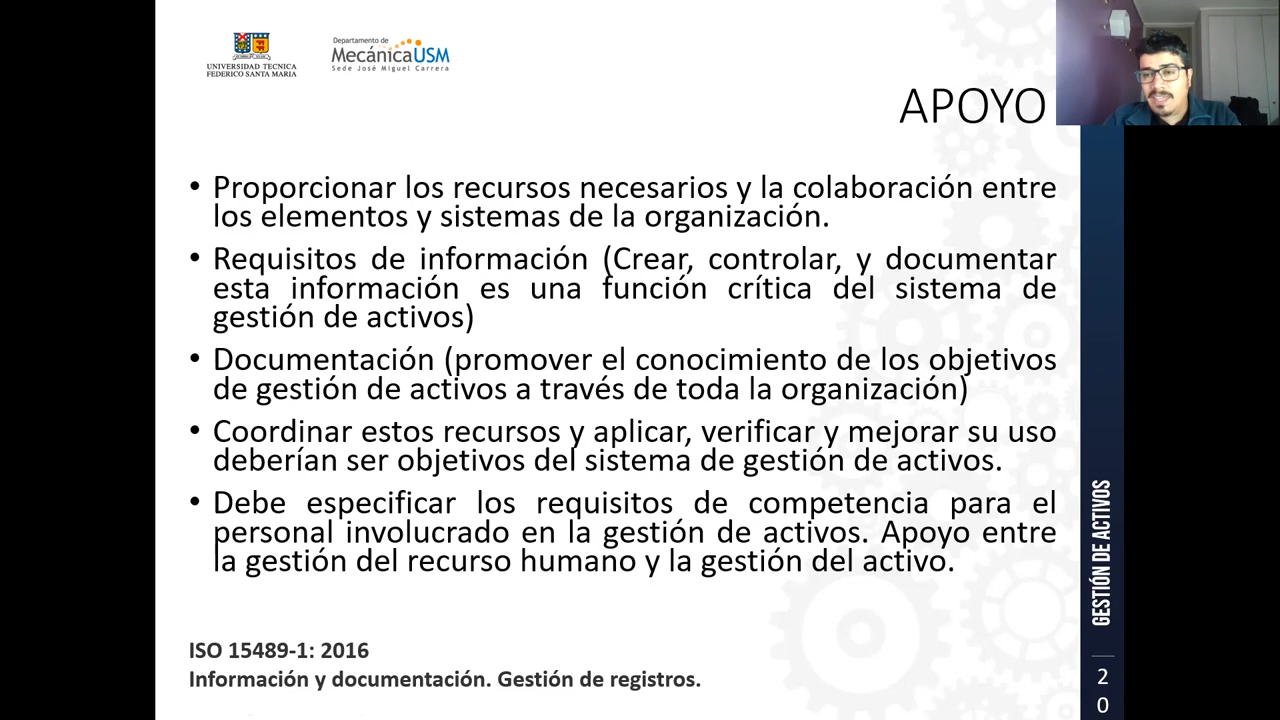 UNIVERSIDAD TECNICA
FEDERICO SANTA MARIA
Departamento de
MecánicaUSM
Sede José Miguel Carrera
APOYO
• Proporcionar los recursos necesarios y la colaboración entre
los elementos y sistemas de la organización.
• Requisitos de información (Crear, controlar, y documentar
esta información es una función crítica del sistema de
gestión de activos)
• Documentación (promover el conocimiento de los objetivos
de gestión de activos a través de toda la organización)
• Coordinar estos recursos y aplicar, verificar y mejorar su uso
deberían ser objetivos del sistema de gestión de activos.
• Debe especificar los requisitos de competencia para el
personal involucrado en la gestión de activos. Apoyo entre
la gestión del recurso humano y la gestión del activo.
ISO 15489-1: 2016
Información y documentación. Gestión de registros.
GESTIÓN DE ACTIVOS
2
0